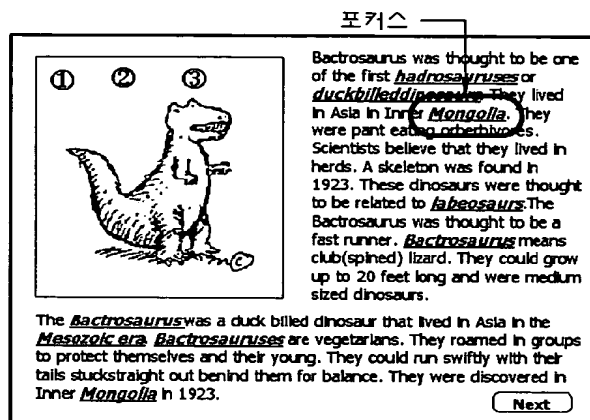 포커스
① ② ③
Bactrosaurus was thought to be one
of the first hadrosauruses or
duckbilleddinosaurs. They lived
in Asia in Inner Mongolia. They
were pant eating orherbivores.
Scientists believe that they lived in
herds. A skeleton was found in
1923. These dinosaurs were thought
to be related to labeosaurs.The
Bactrosaurus was thought to be a
fast runner. Bactrosaurus means
club(spined) lizard. They could grow
up to 20 feet long and were medium
sized dinosaurs.
The Bactrosaurus was a duck billed dinosaur that lived in Asia in the
Mesozoic era. Bactrosauruses are vegetarians. They roamed in groups
to protect themselves and their young. They could run swiftly with their
tails stuckstraight out behind them for balance. They were discovered in
Inner Mongolia in 1923.
Next